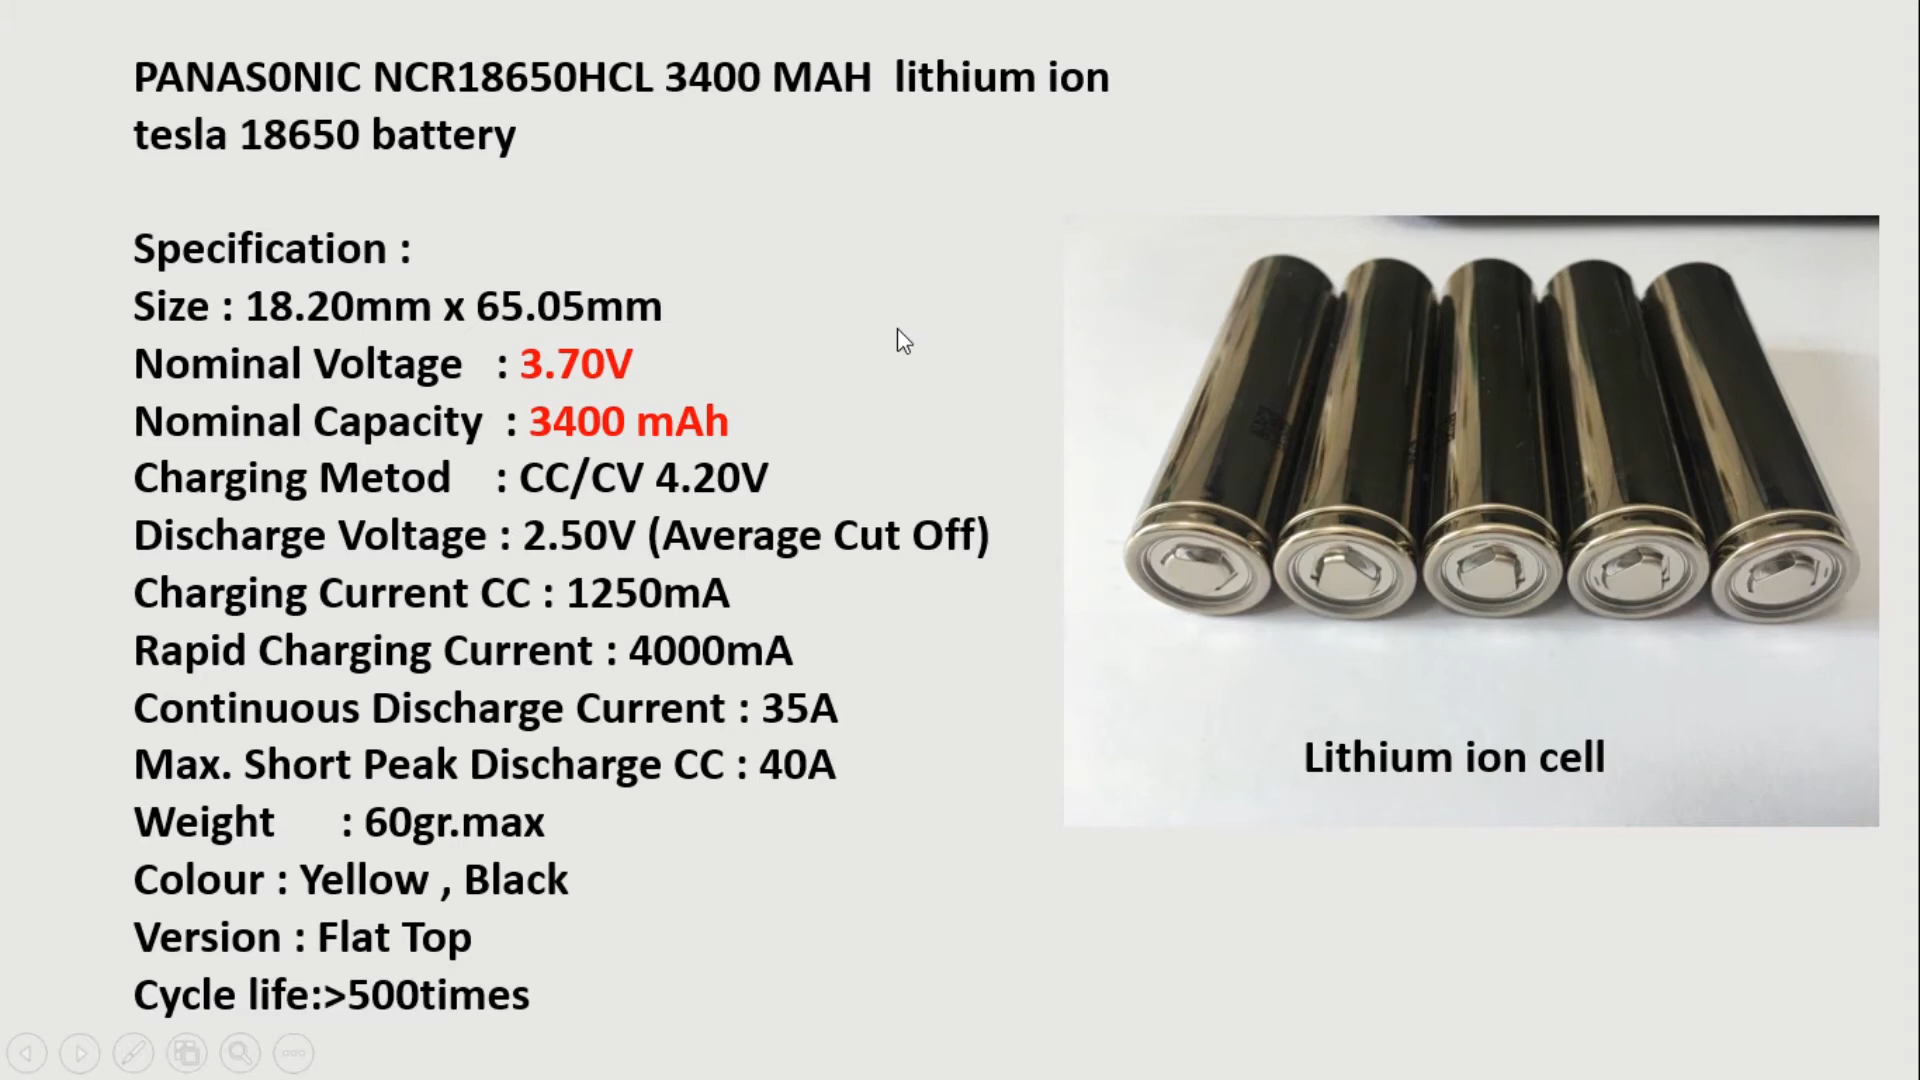 PANAS0NIC NCR18650HCL 3400 MAH lithium ion
tesla 18650 battery
Specification :
Size : 18.20mm x 65.05mm
Nominal Voltage : 3.70V
Nominal Capacity : 3400 mAh
Charging Metod : CC/CV 4.20V
Discharge Voltage : 2.50V (Average Cut Off)
Charging Current CC : 1250mA
Rapid Charging Current : 4000mA
Continuous Discharge Current : 35A
Max. Short Peak Discharge CC : 40A
Weight : 60gr.max
Colour : Yellow , Black
Version : Flat Top
Cycle life:>500times
Lithium ion cell